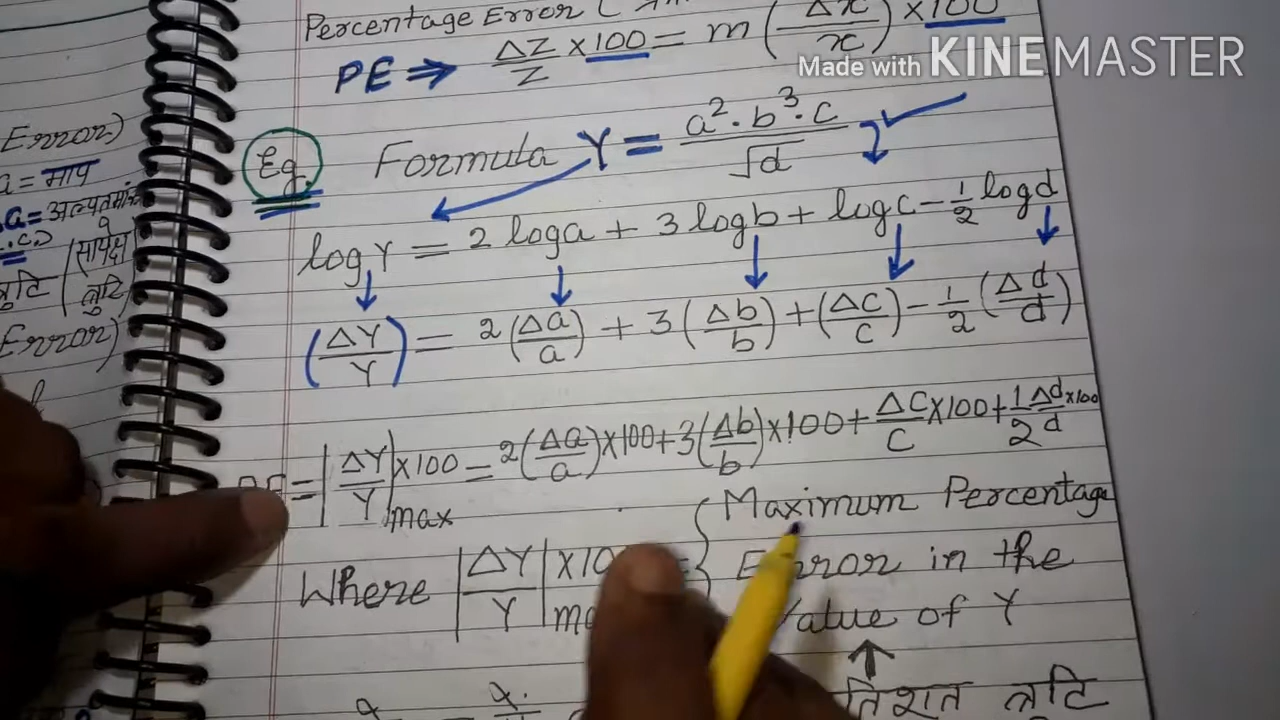 Percentage Error (
PE ⇒ ΔZ/Z × 100 = m (Δx/x) × 100
Made with KINEMASTER
Eg. Formula Y = a²·b³·c/√d
log Y = 2 log a + 3 log b + log c − 1/2 log d
(ΔY/Y) = 2(Δa/a) + 3(Δb/b) + (Δc/c) − 1/2 (Δd/d)
= |ΔY/Y|max × 100 = 2(Δa/a) × 100 + 3(Δb/b) × 100 + Δc/c × 100 + 1/2 Δd/d × 100
Where |ΔY/Y| × 10 { Maximum Percentage
Error in the
Value of Y
त्रुटि
Error)
a = माप
a = अल्पतमांक
त्रुटि (सापेक्ष
त्रुटि)
Error)